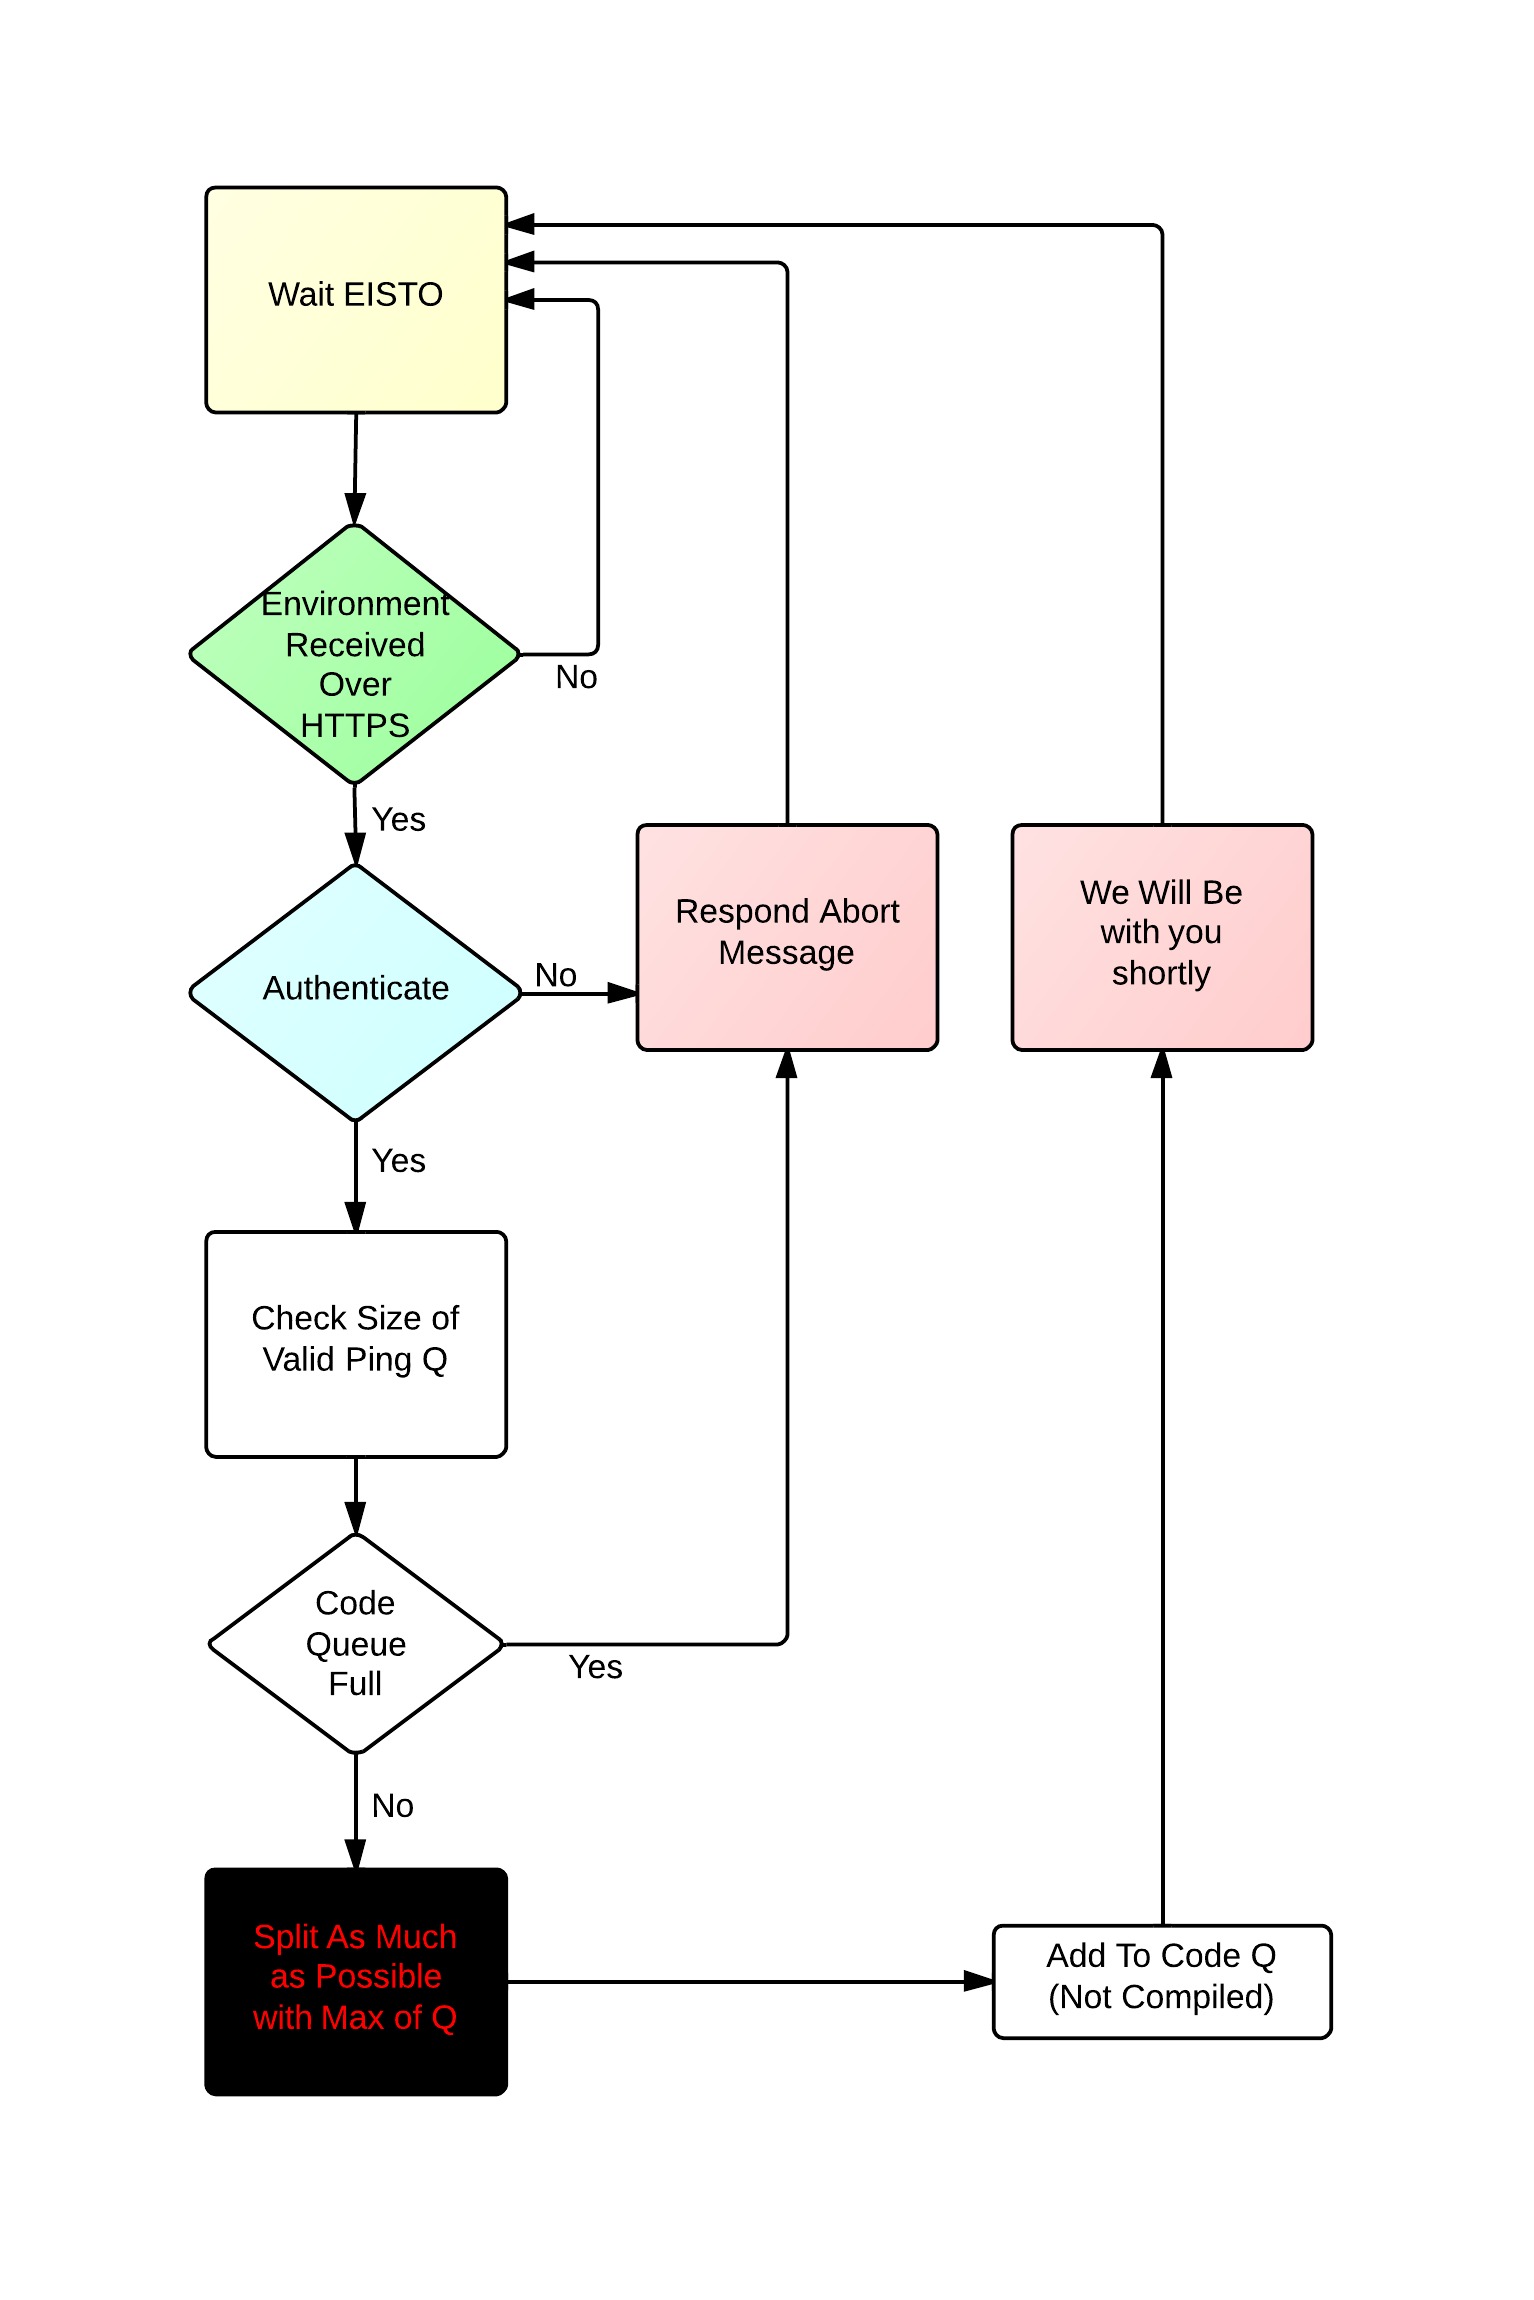 Wait EISTO
Environment
Received
Over
HTTPS
No
Yes
Respond Abort
Message
We Will Be
with you
shortly
Authenticate
No
Yes
Check Size of
Valid Ping Q
Code
Queue
Full
Yes
No
Split As Much
as Possible
with Max of Q
Add To Code Q
(Not Compiled)